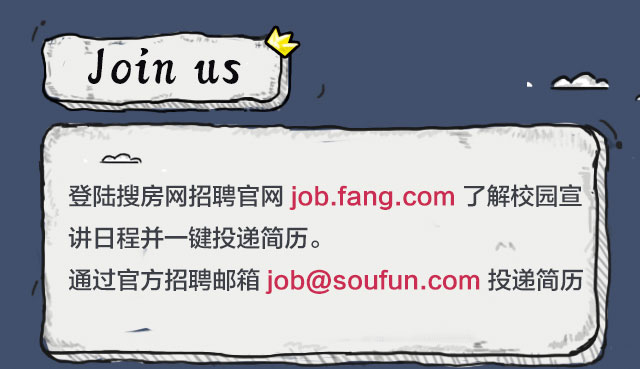 Join us
登陆搜房网招聘官网 job.fang.com 了解校园宣
讲日程并一键投递简历。
通过官方招聘邮箱 job@soufun.com 投递简历